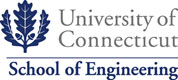 University of
Connecticut
School of Engineering